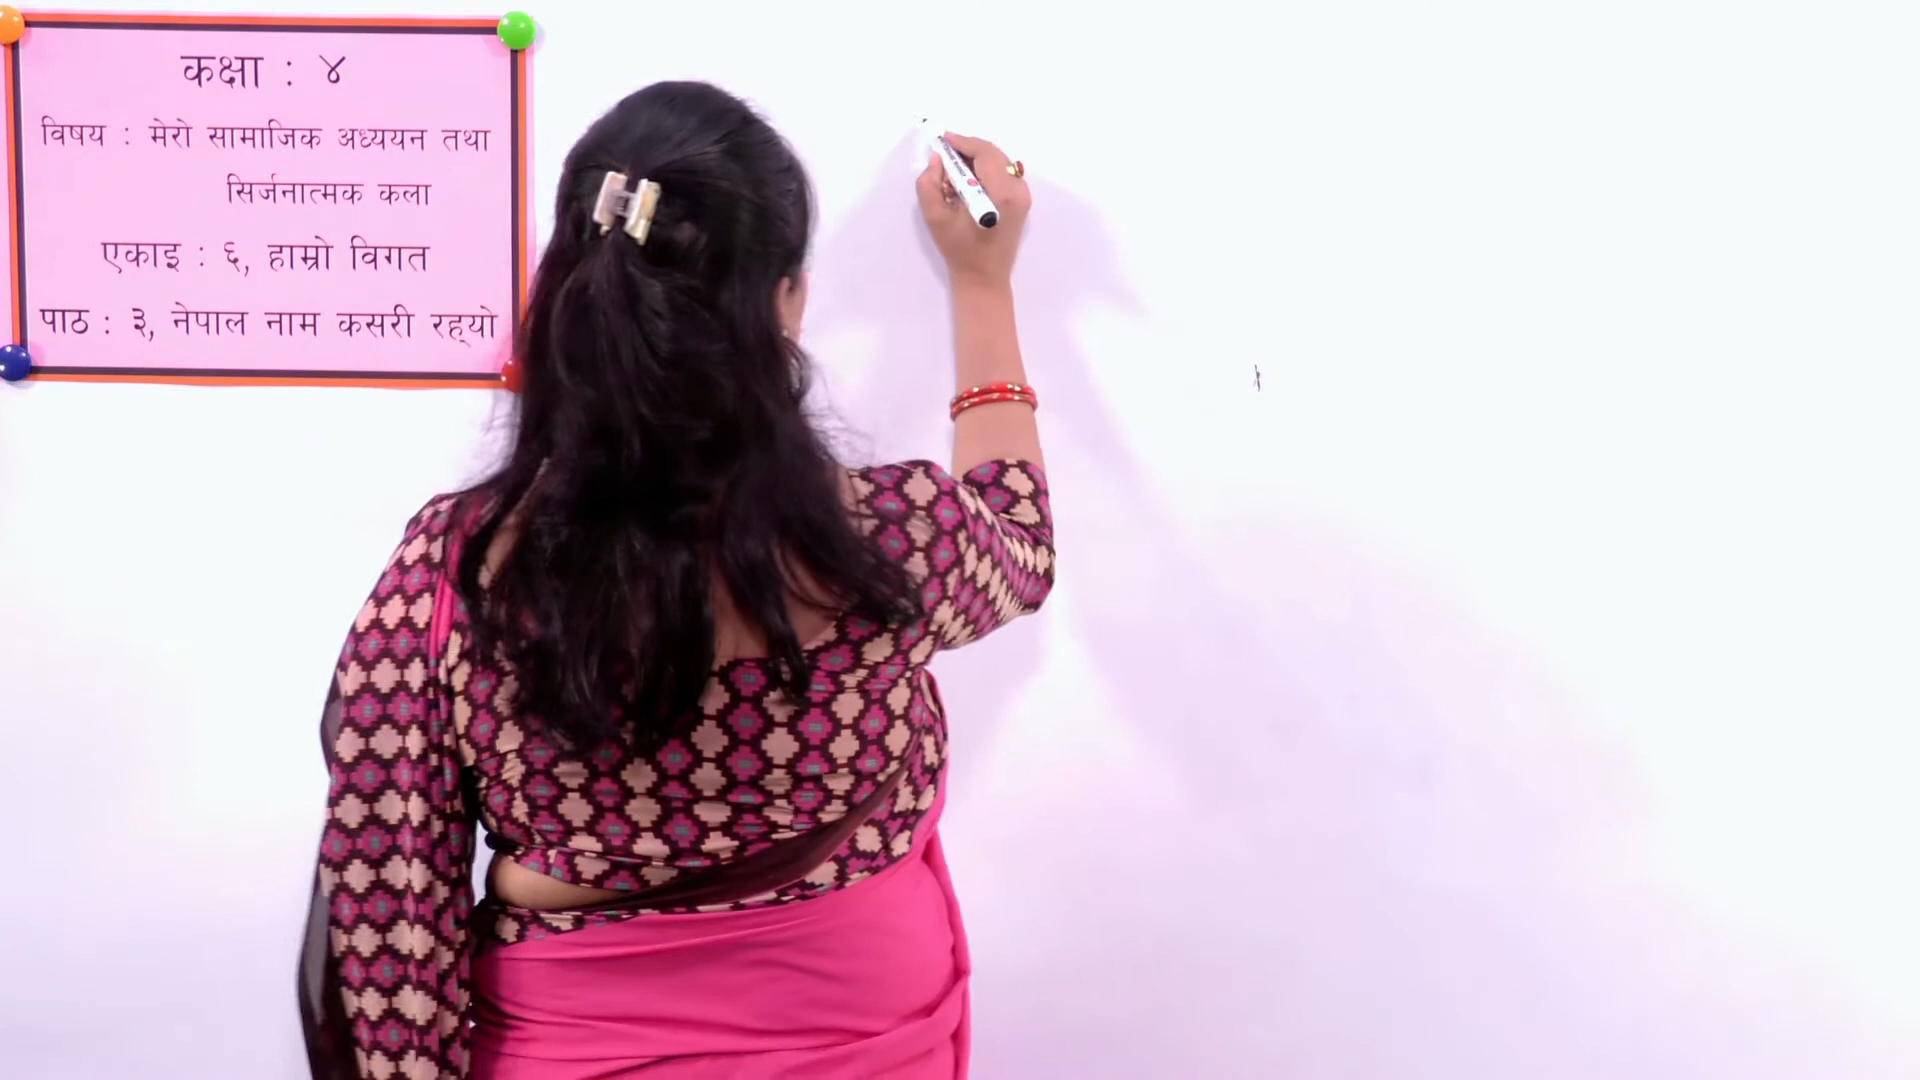 कक्षा : ४
विषय : मेरो सामाजिक अध्ययन तथा
सिर्जनात्मक कला
एकाइ : ६, हाम्रो विगत
पाठ : ३, नेपाल नाम कसरी रह्यो